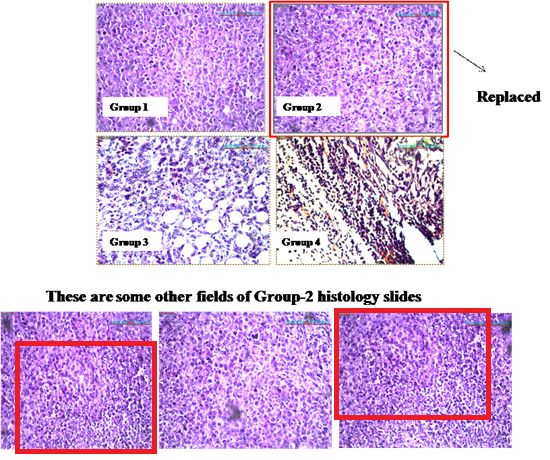 Group 1
Group 2
Replaced
Group 3
Group 4
These are some other fields of Group-2 histology slides